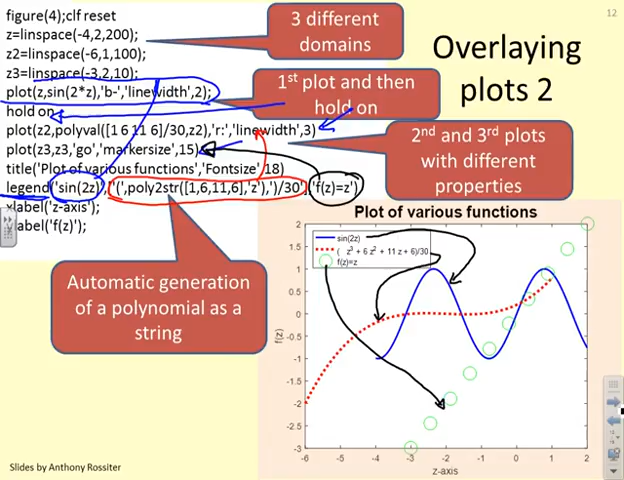 12
figure(4);clf reset
z=linspace(-4,2,200);
z2=linspace(-6,1,100);
z3=linspace(-3,2,10);
plot(z,sin(2*z),'b-','linewidth',2);
hold on
plot(z2,polyval([1 6 11 6]/30,z2),'r:','linewidth',3)
plot(z3,z3,'go','markersize',15)
title('Plot of various functions','Fontsize',18)
legend('sin(2z)','(',poly2str([1,6,11,6],'z'),')/30','f(z)=z')
xlabel('z-axis');
label('f(z)');
3 different
domains
1st plot and then
hold on
2nd and 3rd plots
with different
properties
Overlaying
plots 2
Automatic generation
of a polynomial as a
string
Plot of various functions
sin(2z)
( z^3 + 6 z^2 + 11 z + 6)/30
f(z)=z
2
1.5
1
0.5
0
-0.5
-1
-1.5
-2
-2.5
-3
f(z)
-6
-5
-4
-3
-2
-1
0
1
2
z-axis
Slides by Anthony Rossiter